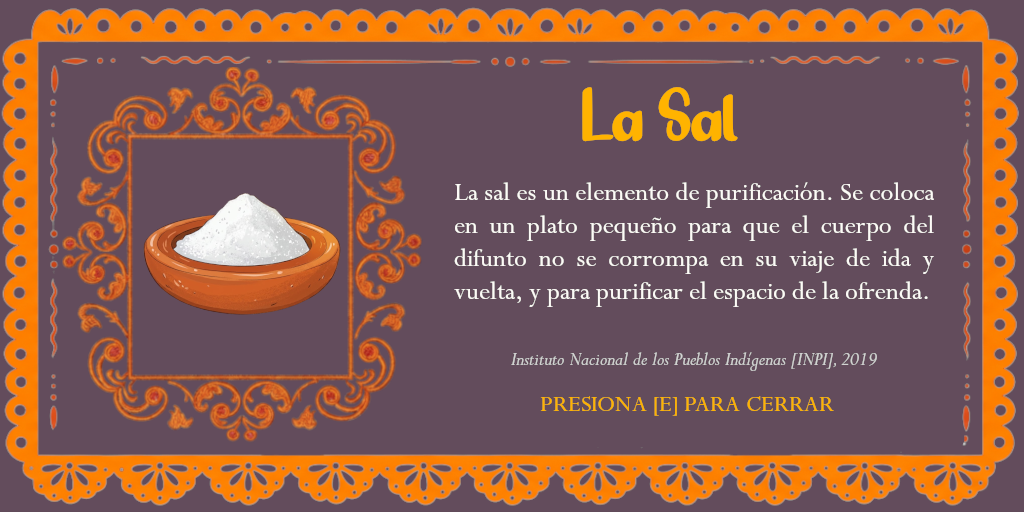 La Sal
La sal es un elemento de purificación. Se coloca
en un plato pequeño para que el cuerpo del
difunto no se corrompa en su viaje de ida y
vuelta, y para purificar el espacio de la ofrenda.
Instituto Nacional de los Pueblos Indígenas [INPI], 2019
PRESIONA [E] PARA CERRAR